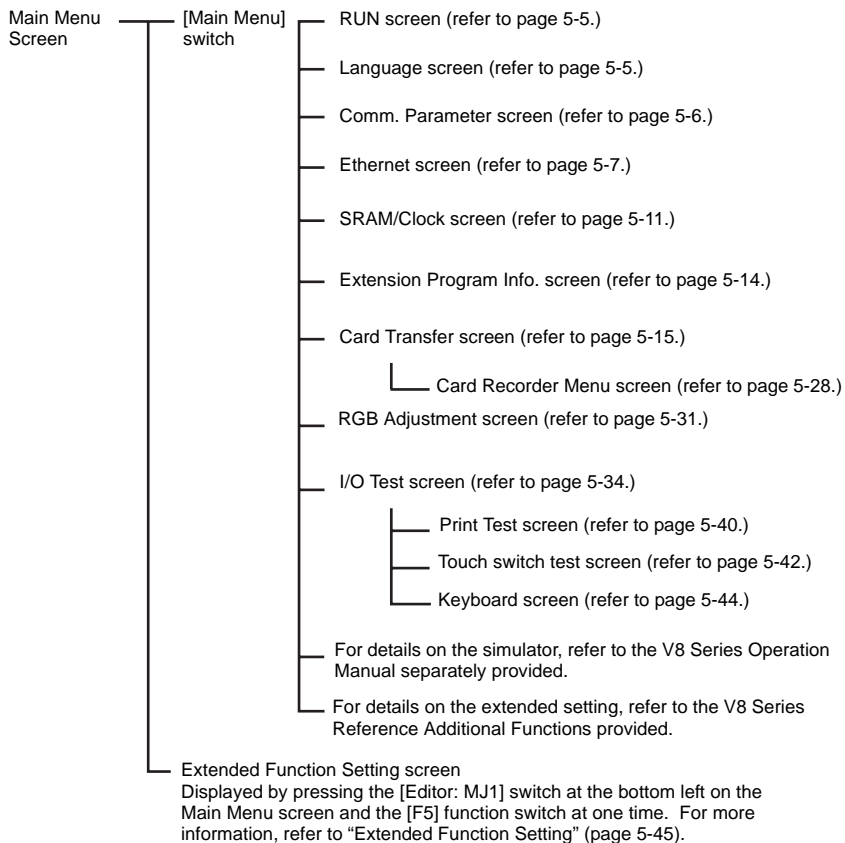 Main Menu
Screen
[Main Menu]
switch
RUN screen (refer to page 5-5.)
Language screen (refer to page 5-5.)
Comm. Parameter screen (refer to page 5-6.)
Ethernet screen (refer to page 5-7.)
SRAM/Clock screen (refer to page 5-11.)
Extension Program Info. screen (refer to page 5-14.)
Card Transfer screen (refer to page 5-15.)
Card Recorder Menu screen (refer to page 5-28.)
RGB Adjustment screen (refer to page 5-31.)
I/O Test screen (refer to page 5-34.)
Print Test screen (refer to page 5-40.)
Touch switch test screen (refer to page 5-42.)
Keyboard screen (refer to page 5-44.)
For details on the simulator, refer to the V8 Series Operation
Manual separately provided.
For details on the extended setting, refer to the V8 Series
Reference Additional Functions provided.
Extended Function Setting screen
Displayed by pressing the [Editor: MJ1] switch at the bottom left on the
Main Menu screen and the [F5] function switch at one time.  For more
information, refer to “Extended Function Setting” (page 5-45).